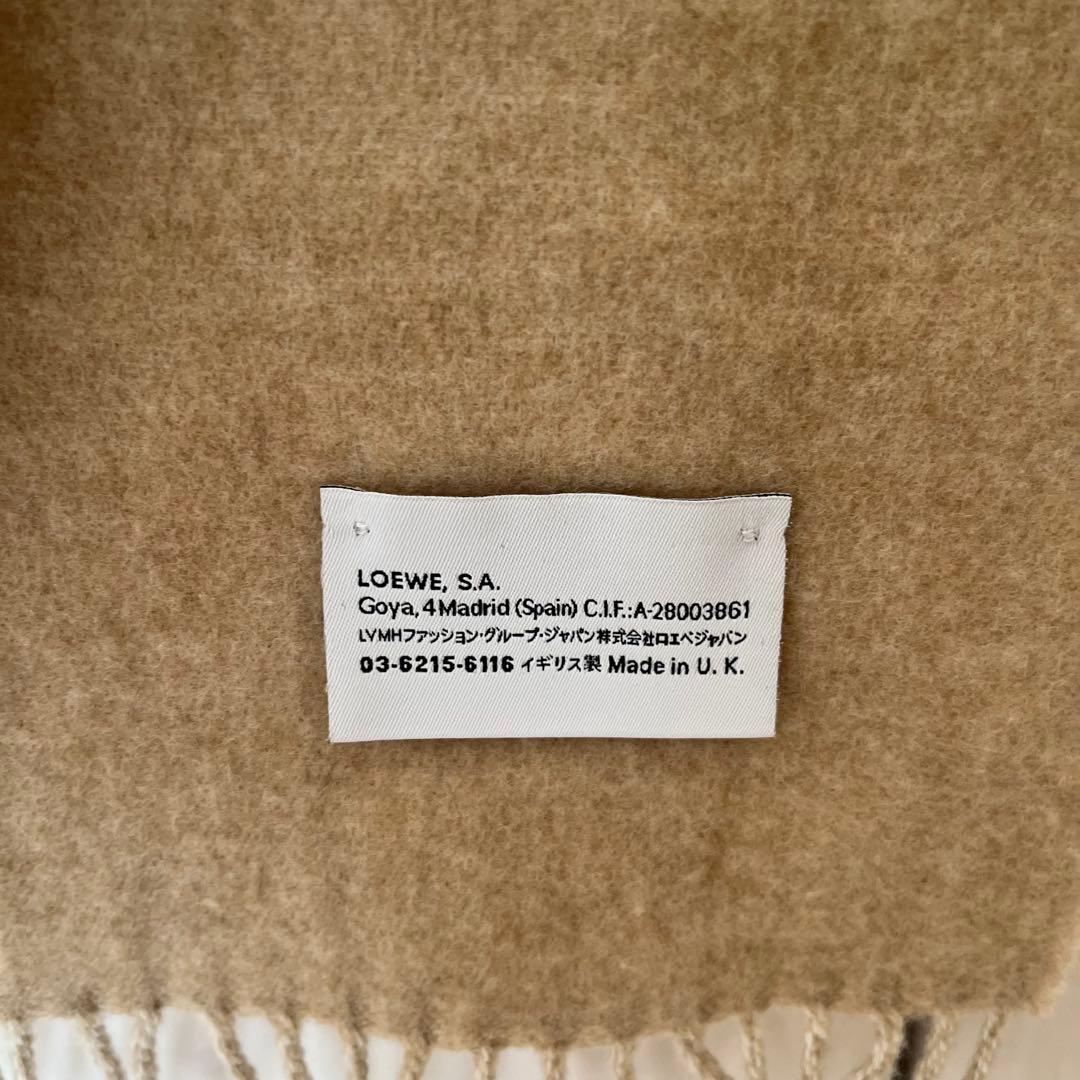 LOEWE, S.A.
Goya, 4 Madrid (Spain) C.I.F.:A-28003861
LVMHファッション・グループ・ジャパン株式会社ロエベジャパン
03-6215-6116 イギリス製 Made in U. K.